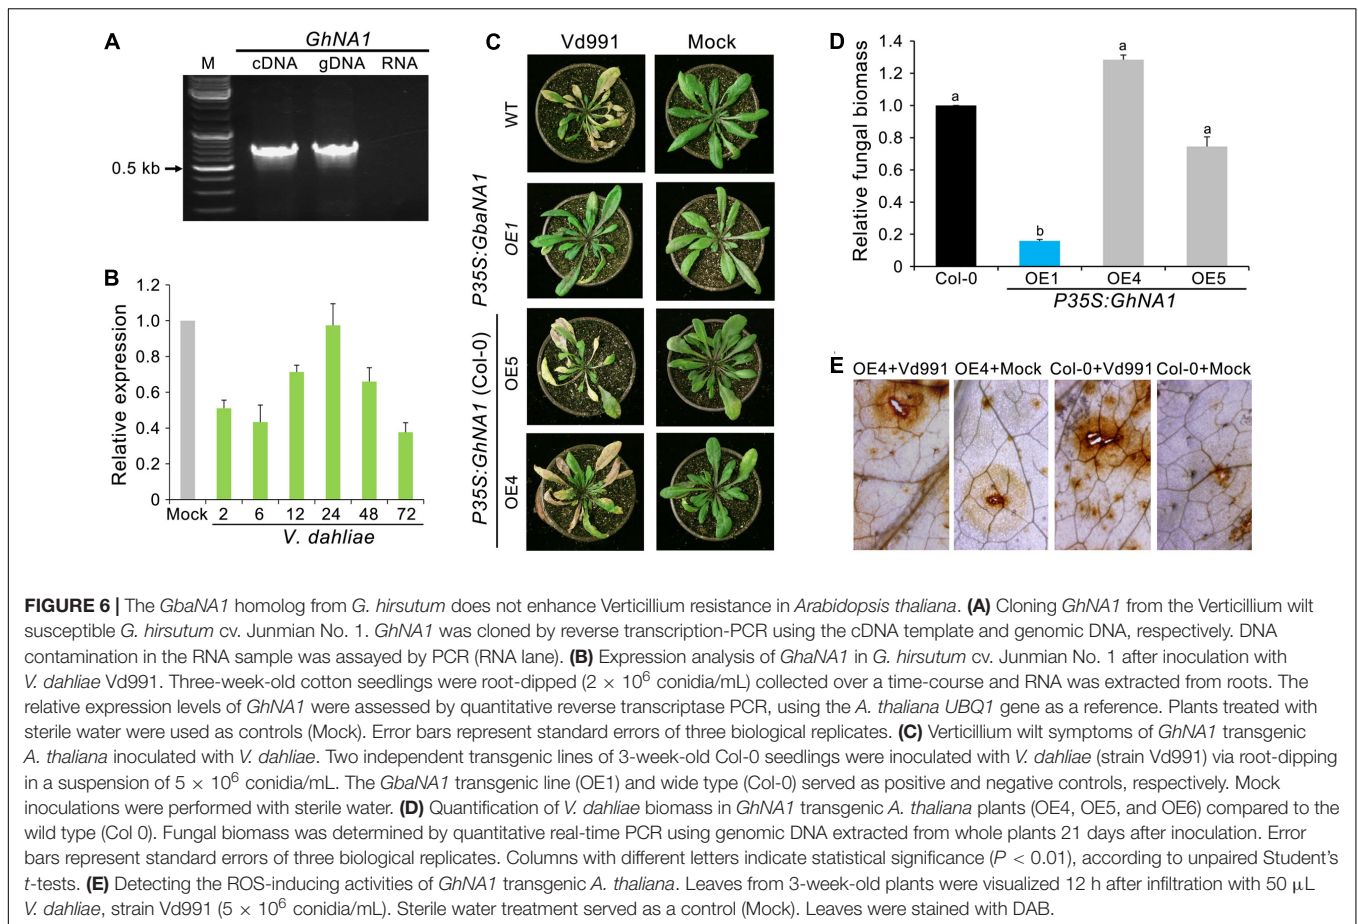 A
GhNA1
M cDNA gDNA RNA
0.5 kb
B
Relative expression
1.2
1.0
0.8
0.6
0.4
0.2
0
Mock 2 6 12 24 48 72
V. dahliae
C
Vd991 Mock
WT
P35S:GbaNA1
OE1
P35S:GhNA1 (Col-0)
OE5
OE4
D
Relative fungal biomass
1.4
1.2
1.0
0.8
0.6
0.4
0.2
0
a
b
a
a
Col-0 OE1 OE4 OE5
P35S:GhNA1
E
OE4+Vd991 OE4+Mock Col-0+Vd991 Col-0+Mock
FIGURE 6 | The GbaNA1 homolog from G. hirsutum does not enhance Verticillium resistance in Arabidopsis thaliana. (A) Cloning GhNA1 from the Verticillium wilt
susceptible G. hirsutum cv. Junmian No. 1. GhNA1 was cloned by reverse transcription-PCR using the cDNA template and genomic DNA, respectively. DNA
contamination in the RNA sample was assayed by PCR (RNA lane). (B) Expression analysis of GhaNA1 in G. hirsutum cv. Junmian No. 1 after inoculation with
V. dahliae Vd991. Three-week-old cotton seedlings were root-dipped (2 × 10⁶ conidia/mL) collected over a time-course and RNA was extracted from roots. The
relative expression levels of GhNA1 were assessed by quantitative reverse transcriptase PCR, using the A. thaliana UBQ1 gene as a reference. Plants treated with
sterile water were used as controls (Mock). Error bars represent standard errors of three biological replicates. (C) Verticillium wilt symptoms of GhNA1 transgenic
A. thaliana inoculated with V. dahliae. Two independent transgenic lines of 3-week-old Col-0 seedlings were inoculated with V. dahliae (strain Vd991) via root-dipping
in a suspension of 5 × 10⁶ conidia/mL. The GbaNA1 transgenic line (OE1) and wide type (Col-0) served as positive and negative controls, respectively. Mock
inoculations were performed with sterile water. (D) Quantification of V. dahliae biomass in GhNA1 transgenic A. thaliana plants (OE4, OE5, and OE6) compared to the
wild type (Col 0). Fungal biomass was determined by quantitative real-time PCR using genomic DNA extracted from whole plants 21 days after inoculation. Error
bars represent standard errors of three biological replicates. Columns with different letters indicate statistical significance (P < 0.01), according to unpaired Student's
t-tests. (E) Detecting the ROS-inducing activities of GhNA1 transgenic A. thaliana. Leaves from 3-week-old plants were visualized 12 h after infiltration with 50 μL
V. dahliae, strain Vd991 (5 × 10⁶ conidia/mL). Sterile water treatment served as a control (Mock). Leaves were stained with DAB.